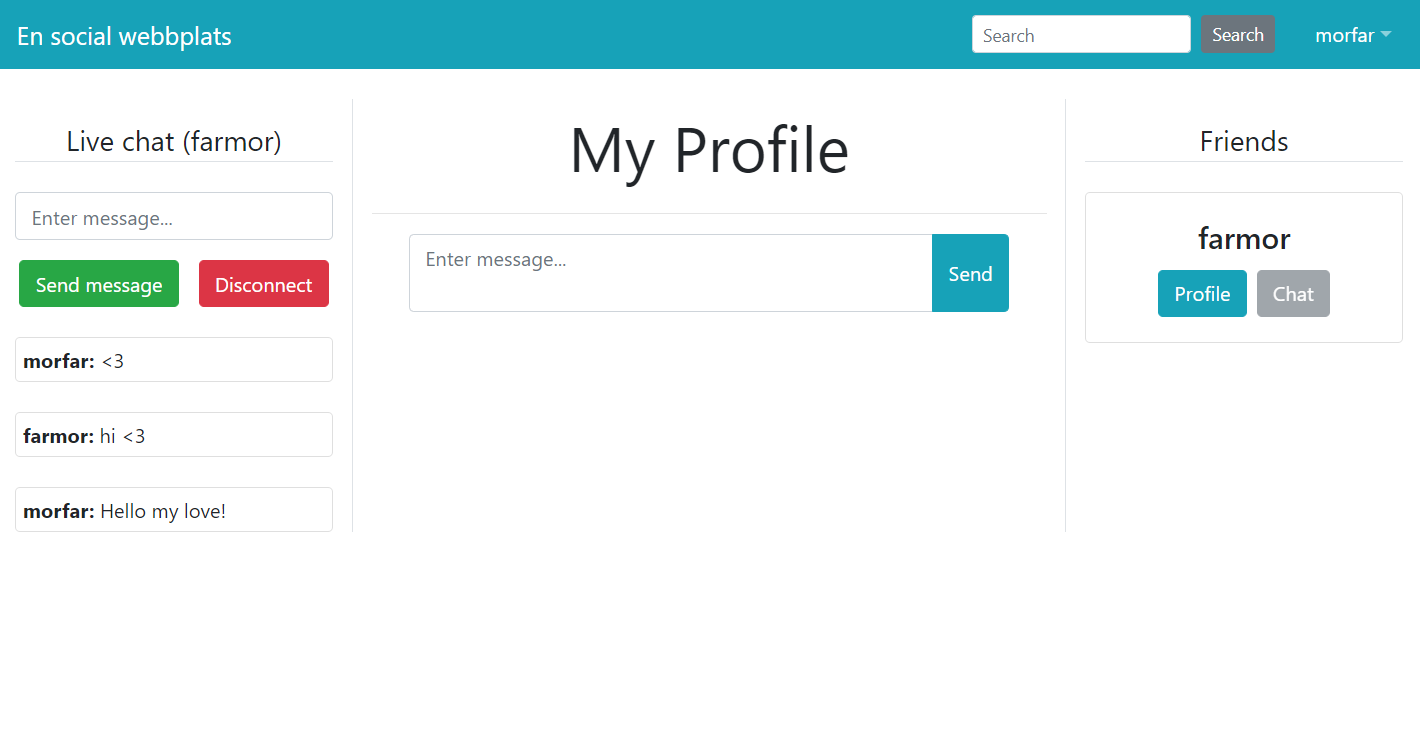 En social webbplats
Search
Search
morfar
Live chat (farmor)
Enter message...
Send message
Disconnect
morfar: <3
farmor: hi <3
morfar: Hello my love!
My Profile
Enter message...
Send
Friends
farmor
Profile
Chat